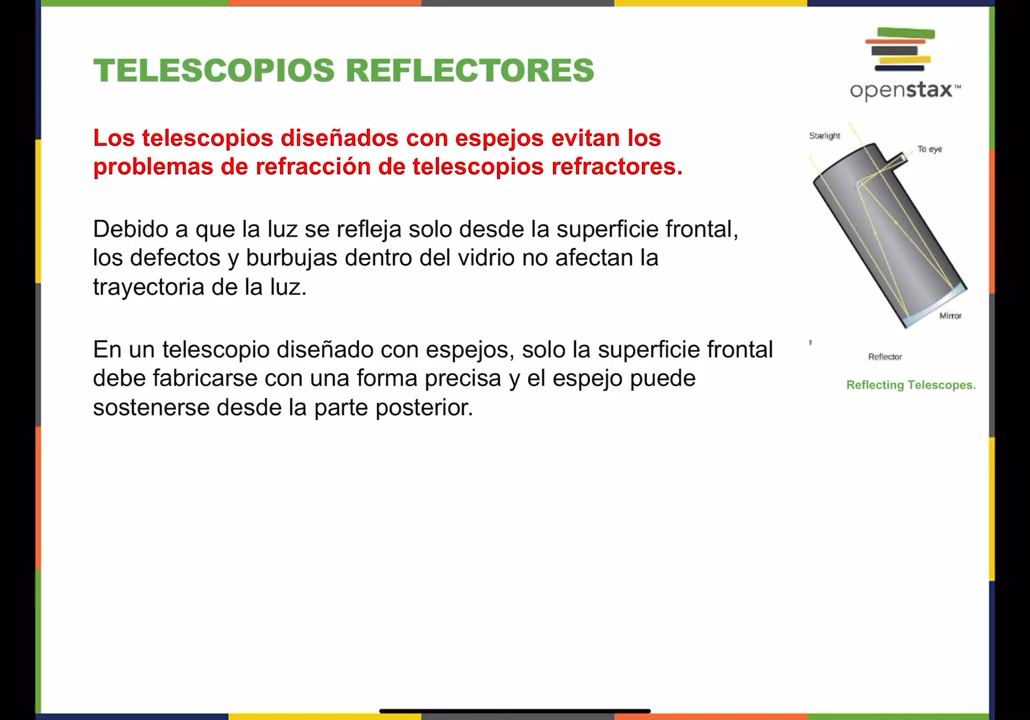 TELESCOPIOS REFLECTORES
openstax™
Los telescopios diseñados con espejos evitan los
problemas de refracción de telescopios refractores.
Debido a que la luz se refleja solo desde la superficie frontal,
los defectos y burbujas dentro del vidrio no afectan la
trayectoria de la luz.
En un telescopio diseñado con espejos, solo la superficie frontal
debe fabricarse con una forma precisa y el espejo puede
sostenerse desde la parte posterior.
Starlight
To eye
Mirror
Reflector
Reflecting Telescopes.